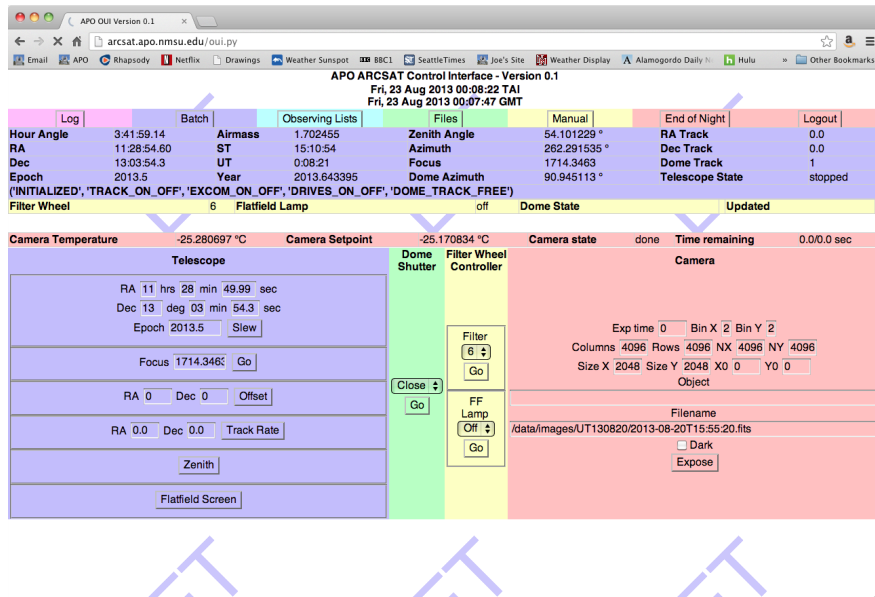 APO OUI Version 0.1
arcsat.apo.nmsu.edu/oui.py
Email APO Rhapsody Netflix Drawings Weather Sunspot BBC1 SeattleTimes Joe's Site Weather Display Alamogordo Daily N Hulu » Other Bookmarks
APO ARCSAT Control Interface - Version 0.1
Fri, 23 Aug 2013 00:08:22 TAI
Fri, 23 Aug 2013 00:07:47 GMT
Log Batch Observing Lists Files Manual End of Night Logout
Hour Angle 3:41:59.14 Airmass 1.702455 Zenith Angle 54.101229 ° RA Track 0.0
RA 11:28:54.60 ST 15:10:54 Azimuth 262.291535 ° Dec Track 0.0
Dec 13:03:54.3 UT 0:08:21 Focus 1714.3463 Dome Track 1
Epoch 2013.5 Year 2013.643395 Dome Azimuth 90.945113 ° Telescope State stopped
('INITIALIZED', 'TRACK_ON_OFF', 'EXCOM_ON_OFF', 'DRIVES_ON_OFF', 'DOME_TRACK_FREE')
Filter Wheel 6 Flatfield Lamp off Dome State Updated
Camera Temperature -25.280697 °C Camera Setpoint -25.170834 °C Camera state done Time remaining 0.0/0.0 sec
Telescope
RA 11 hrs 28 min 49.99 sec
Dec 13 deg 03 min 54.3 sec
Epoch 2013.5 Slew
Focus 1714.3463 Go
RA 0 Dec 0 Offset
RA 0.0 Dec 0.0 Track Rate
Zenith
Flatfield Screen
Dome
Shutter
Close
Go
Filter Wheel
Controller
Filter
6
Go
FF
Lamp
Off
Go
Camera
Exp time 0 Bin X 2 Bin Y 2
Columns 4096 Rows 4096 NX 4096 NY 4096
Size X 2048 Size Y 2048 X0 0 Y0 0
Object
Filename
/data/images/UT130820/2013-08-20T15:55:20.fits
Dark
Expose